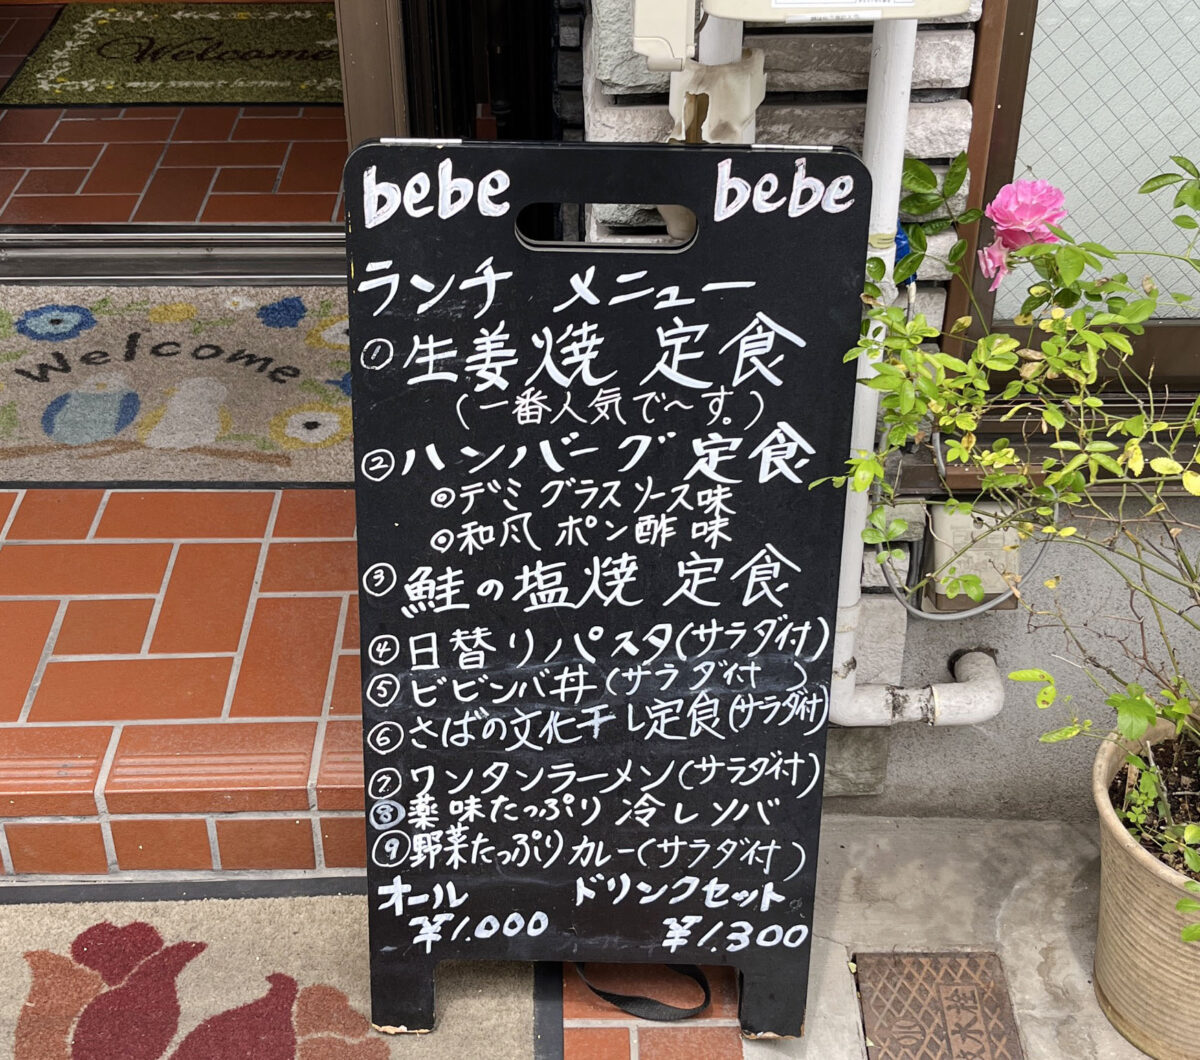 Welcome
Welcome
bebe bebe
ランチ メニュー
① 生姜焼 定食
(一番人気で〜す。)
② ハンバーグ 定食
◎デミグラスソース味
◎和風 ポン酢 味
③ 鮭の塩焼 定食
④ 日替りパスタ(サラダ付)
⑤ ビビンバ丼(サラダ付)
⑥ さばの文化干し定食(サラダ付)
⑦ ワンタンラーメン(サラダ付)
⑧ 薬味たっぷり 冷しソバ
⑨ 野菜たっぷりカレー(サラダ付)
オール ドリンクセット
¥1.000 ¥1.300